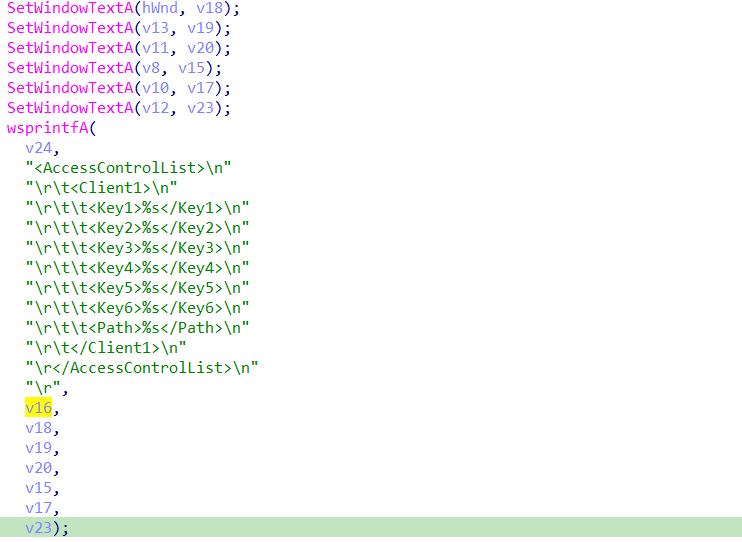 SetWindowTextA(hWnd, v18);
SetWindowTextA(v13, v19);
SetWindowTextA(v11, v20);
SetWindowTextA(v8, v15);
SetWindowTextA(v10, v17);
SetWindowTextA(v12, v23);
wsprintfA(
v24,
"<AccessControlList>\n"
"\r\t<Client1>\n"
"\r\t\t<Key1>%s</Key1>\n"
"\r\t\t<Key2>%s</Key2>\n"
"\r\t\t<Key3>%s</Key3>\n"
"\r\t\t<Key4>%s</Key4>\n"
"\r\t\t<Key5>%s</Key5>\n"
"\r\t\t<Key6>%s</Key6>\n"
"\r\t\t<Path>%s</Path>\n"
"\r\t</Client1>\n"
"\r</AccessControlList>\n"
"\r",
v16,
v18,
v19,
v20,
v15,
v17,
v23);